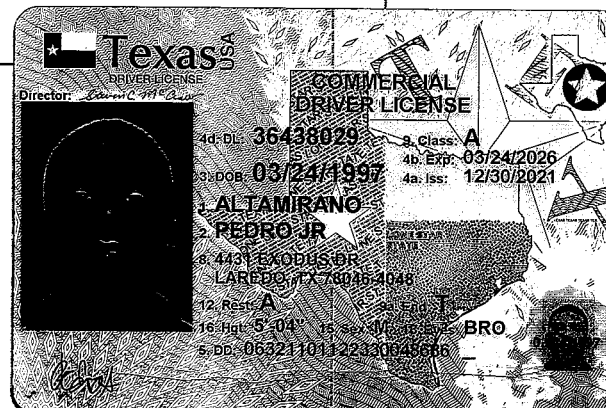 Texas USA
DRIVER LICENSE
Director:
COMMERCIAL
DRIVER LICENSE
4d. DL: 36438029 9. Class: A
4b. Exp: 03/24/2026
3. DOB: 03/24/1997 4a. Iss: 12/30/2021
1. ALTAMIRANO
2. PEDRO JR
8. 4431 EXODUS DR
LAREDO, TX 78046-4048
12. Rest: A 9a. End: T
16. Hgt: 5'-04" 15. Sex: M 18. Eyes: BRO
5. DD: